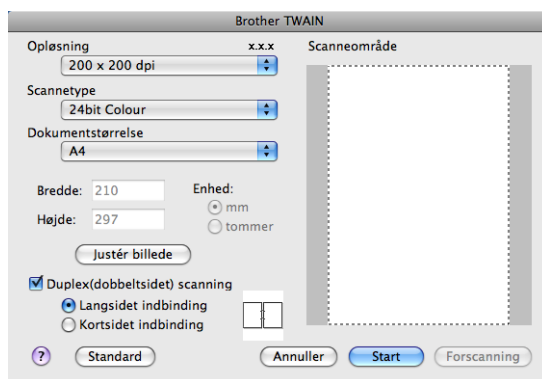 Brother TWAIN
Opløsning x.x.x
200 x 200 dpi
Scannetype
24bit Colour
Dokumentstørrelse
A4
Bredde: 210
Højde: 297
Enhed:
mm
tommer
Justér billede
Duplex(dobbeltsidet) scanning
Langsidet indbinding
Kortsidet indbinding
Scanneområde
? Standard Annuller Start Forscanning